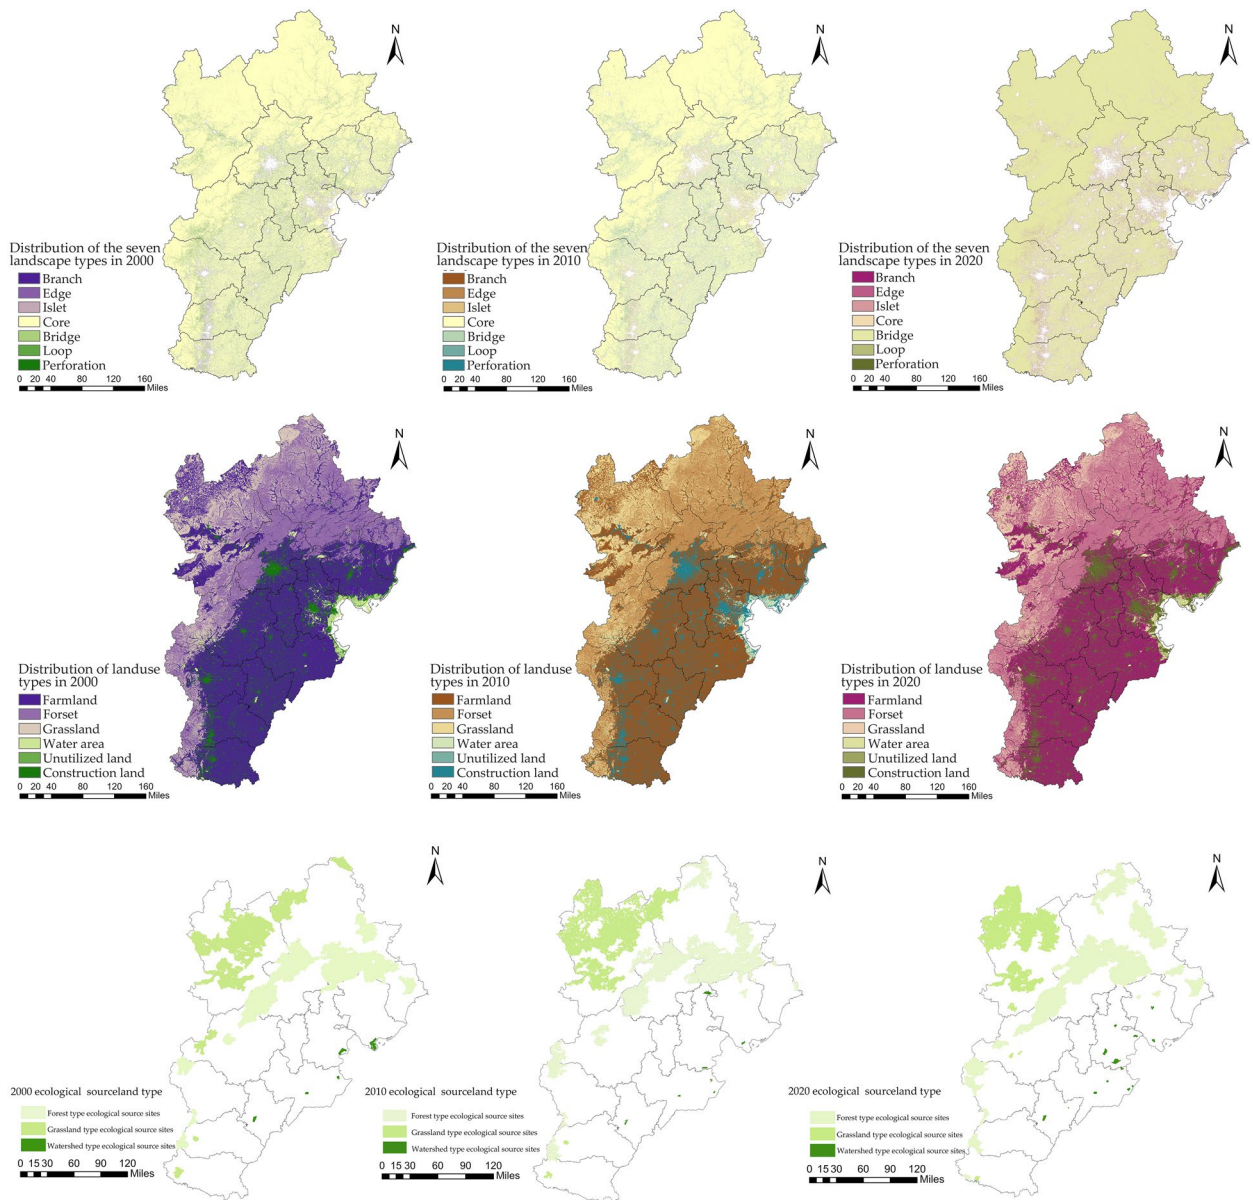 N
N
N
Distribution of the seven
landscape types in 2000
Branch
Edge
Islet
Core
Bridge
Loop
Perforation
0 20 40 80 120 160
Miles
Distribution of the seven
landscape types in 2010
Branch
Edge
Islet
Core
Bridge
Loop
Perforation
0 20 40 80 120 160
Miles
Distribution of the seven
landscape types in 2020
Branch
Edge
Islet
Core
Bridge
Loop
Perforation
0 20 40 80 120 160
Miles
N
N
N
Distribution of landuse
types in 2000
Farmland
Forset
Grassland
Water area
Unutilized land
Construction land
0 20 40 80 120 160
Miles
Distribution of landuse
types in 2010
Farmland
Forset
Grassland
Water area
Unutilized land
Construction land
0 20 40 80 120 160
Miles
Distribution of landuse
types in 2020
Farmland
Forset
Grassland
Water area
Unutilized land
Construction land
0 20 40 80 120 160
Miles
N
N
N
2000 ecological sourceland type
Forest type ecological source sites
Grassland type ecological source sites
Watershed type ecological source sites
0 15 30 60 90 120
Miles
2010 ecological sourceland type
Forest type ecological source sites
Grassland type ecological source sites
Watershed type ecological source sites
0 15 30 60 90 120
Miles
2020 ecological sourceland type
Forest type ecological source sites
Grassland type ecological source sites
Watershed type ecological source sites
0 15 30 60 90 120
Miles